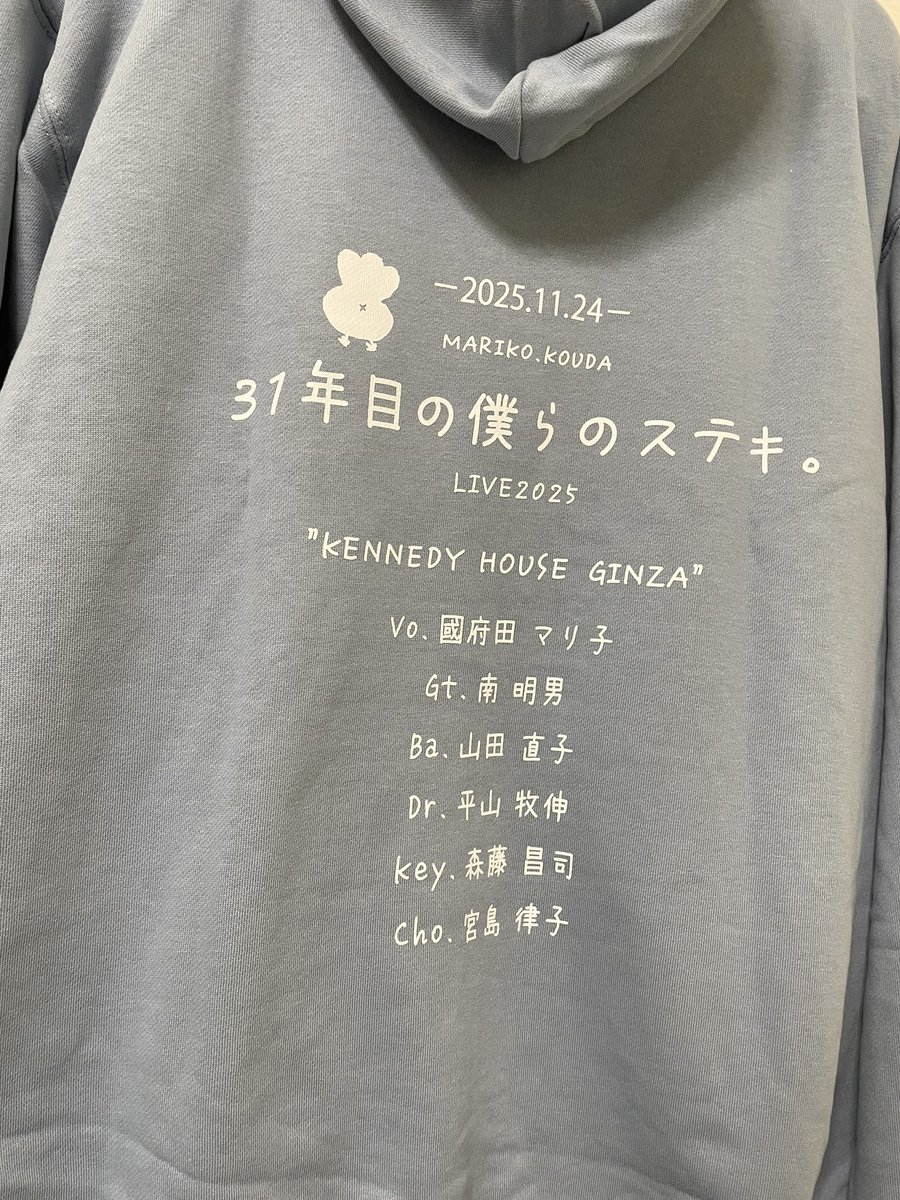 −2025.11.24−
MARIKO.KOUDA
31年目の僕らのステキ。
LIVE2025
"KENNEDY HOUSE GINZA"
Vo. 國府田 マリ子
Gt. 南 明男
Ba. 山田 直子
Dr. 平山 牧伸
key. 森藤 昌司
Cho. 宮島 律子